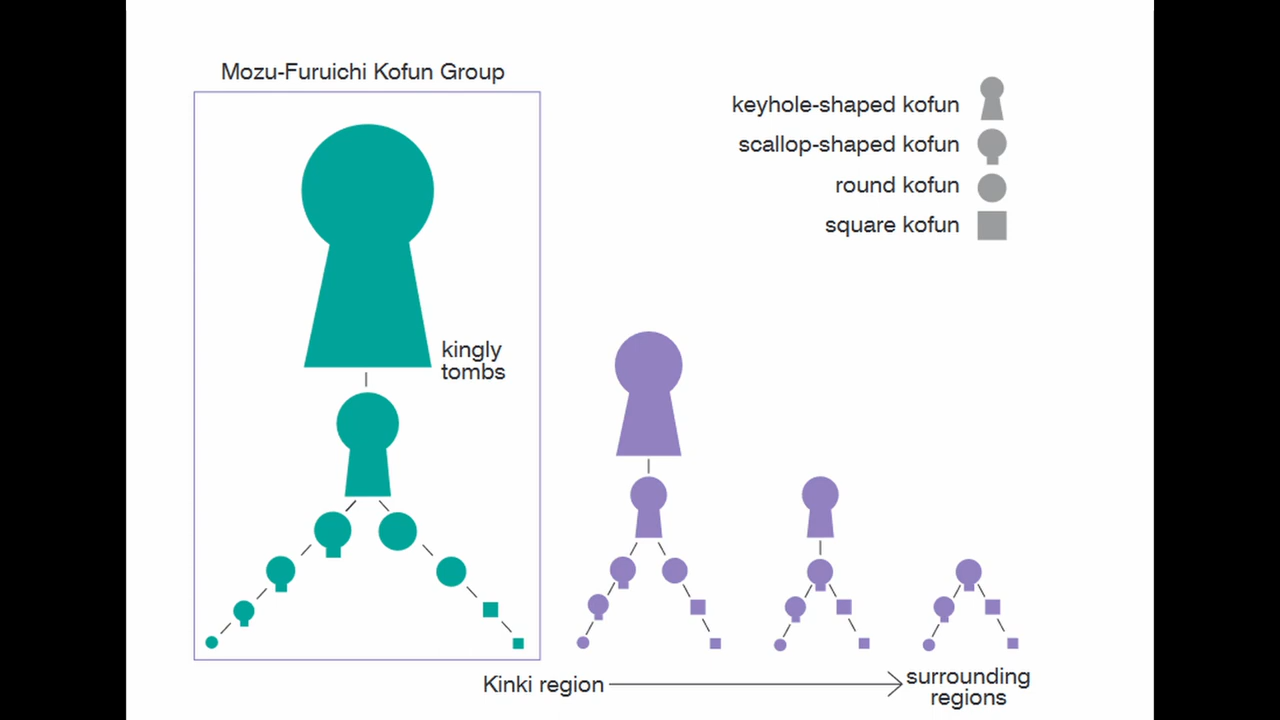 Mozu-Furuichi Kofun Group
keyhole-shaped kofun
scallop-shaped kofun
round kofun
square kofun
kingly
tombs
Kinki region
surrounding
regions